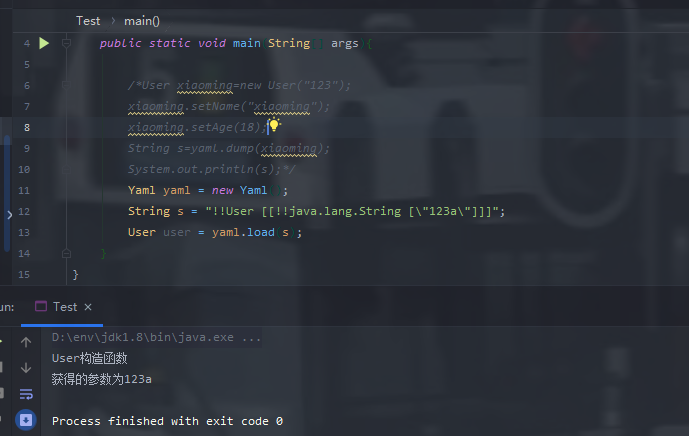 Test > main()
4 public static void main String args {
5
6 /*User xiaoming=new User("123");
7 xiaoming.setName("xiaoming");
8 xiaoming.setAge(18);
9 String s=yaml.dump(xiaoming);
10 System.out.println(s);*/
11 Yaml yaml = new Yaml ;
12 String s = "!!User [[!!java.lang.String [\"123a\"]]]";
13 User user = yaml.load s ;
14 }
15 }
un: Test ×
D:\env\jdk1.8\bin\java.exe ...
User构造函数
获得的参数为123a
Process finished with exit code 0